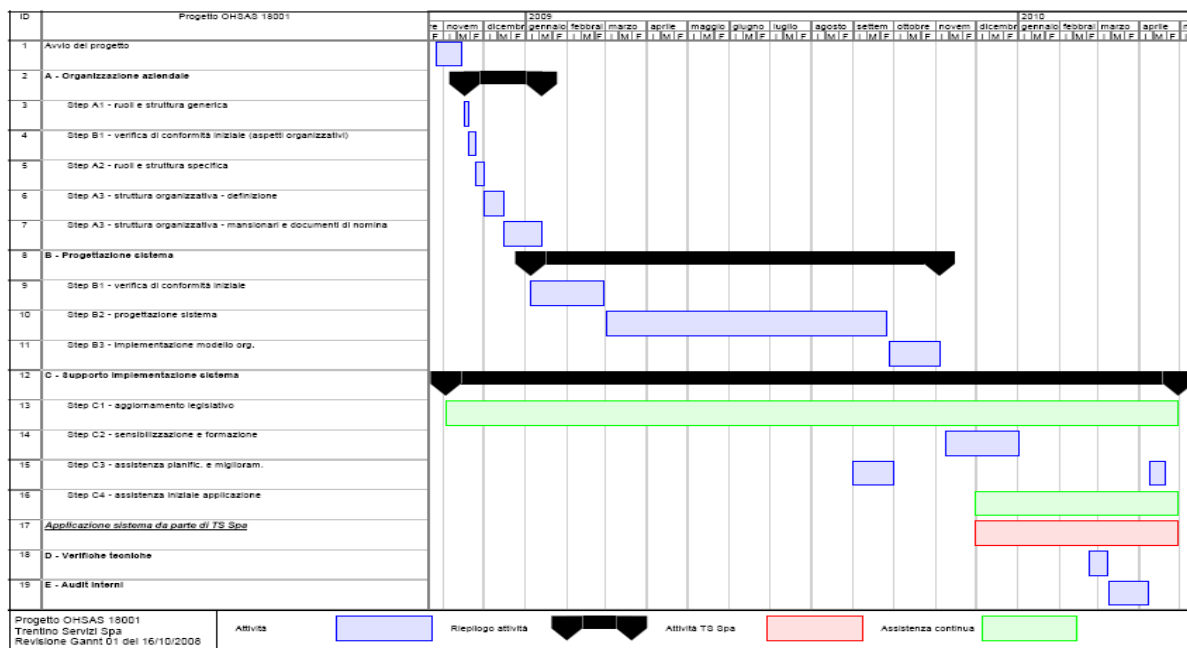 ID Progetto OHSAS 18001 2009 2010
re novem dicembr gennaio febbrai marzo aprile maggio giugno luglio agosto settem ottobre novem dicembr gennaio febbrai marzo aprile
F I M F I M F I M F I M F I M F I M F I M F I M F I M F I M F I M F I M F I M F I M F I M F I M F I M F I M F
1 Avvio del progetto
2 A - Organizzazione aziendale
3 Step A1 - ruoli e struttura generica
4 Step B1 - verifica di conformità iniziale (aspetti organizzativi)
5 Step A2 - ruoli e struttura specifica
6 Step A3 - struttura organizzativa - definizione
7 Step A3 - struttura organizzativa - mansionari e documenti di nomina
8 B - Progettazione sistema
9 Step B1 - verifica di conformità iniziale
10 Step B2 - progettazione sistema
11 Step B3 - implementazione modello org.
12 C - Supporto implementazione sistema
13 Step C1 - aggiornamento legislativo
14 Step C2 - sensibilizzazione e formazione
15 Step C3 - assistenza planific. e miglioram.
16 Step C4 - assistenza iniziale applicazione
17 Applicazione sistema da parte di TS Spa
18 D - Verifiche tecniche
19 E - Audit interni
Progetto OHSAS 18001
Trentino Servizi Spa
Revisione Gannt 01 del 16/10/2008
Attività Riepilogo attività Attività TS Spa Assistenza continua